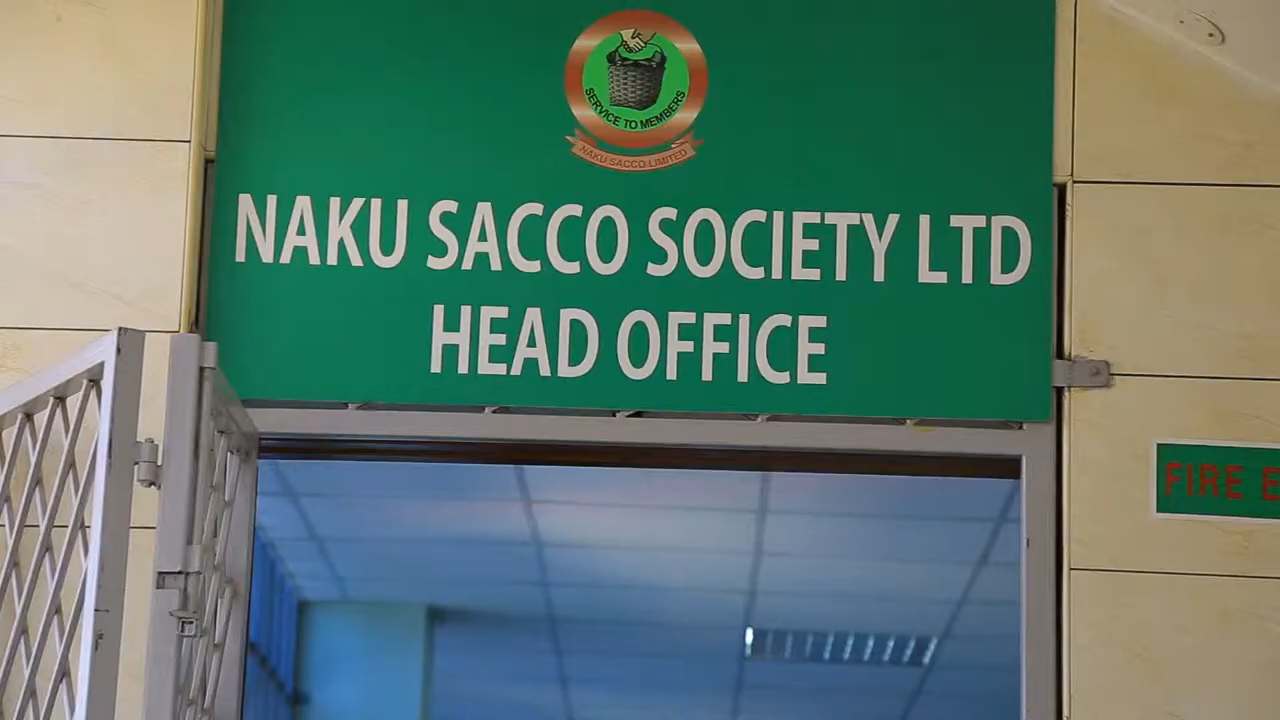 SERVICE TO MEMBERS
NAKU SACCO LIMITED
NAKU SACCO SOCIETY LTD
HEAD OFFICE
FIRE